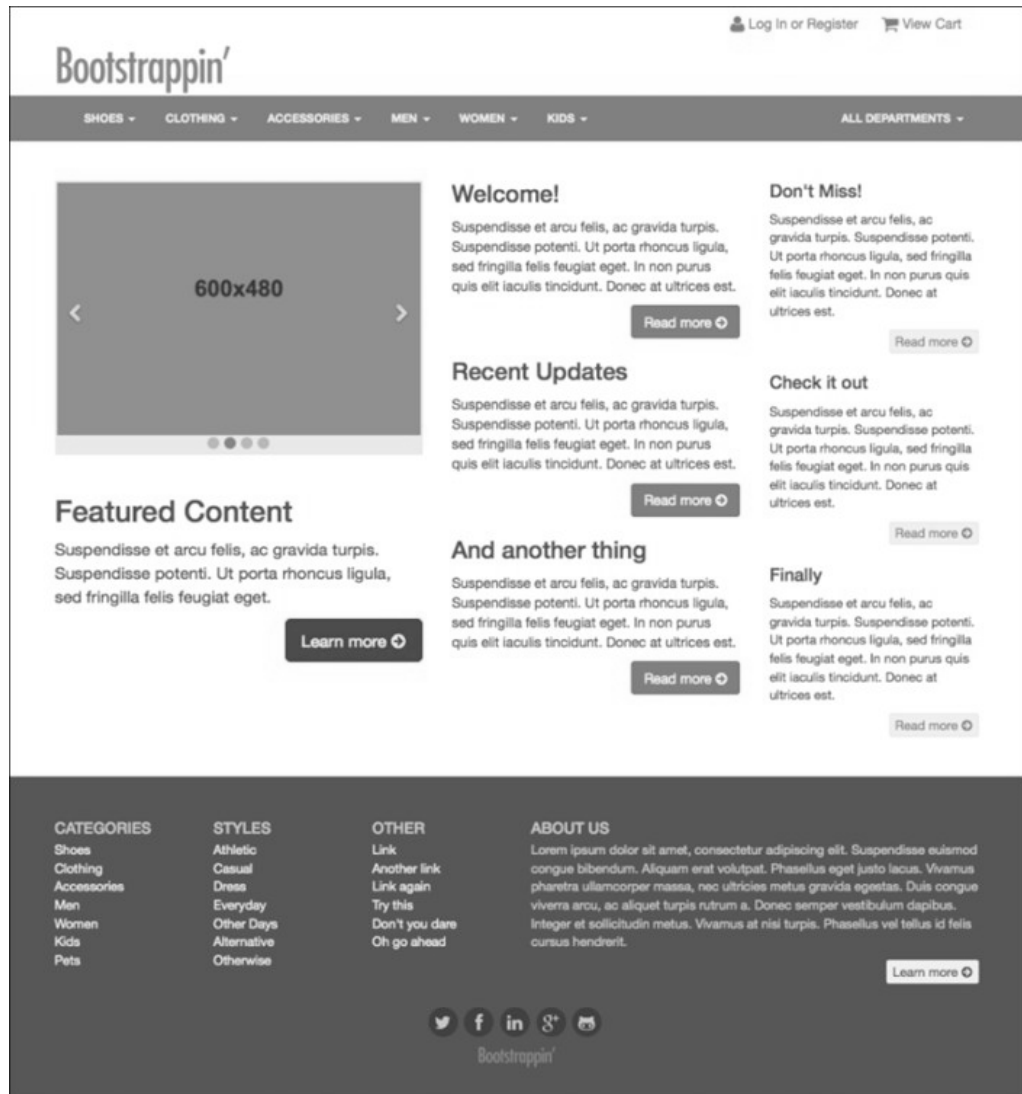 Log In or Register View Cart
Bootstrappin'
SHOES CLOTHING ACCESSORIES MEN WOMEN KIDS ALL DEPARTMENTS
600x480
Featured Content
Suspendisse et arcu felis, ac gravida turpis.
Suspendisse potenti. Ut porta rhoncus ligula,
sed fringilla felis feugiat eget.
Learn more
Welcome!
Suspendisse et arcu felis, ac gravida turpis.
Suspendisse potenti. Ut porta rhoncus ligula,
sed fringilla felis feugiat eget. In non purus
quis elit iaculis tincidunt. Donec at ultrices est.
Read more
Recent Updates
Suspendisse et arcu felis, ac gravida turpis.
Suspendisse potenti. Ut porta rhoncus ligula,
sed fringilla felis feugiat eget. In non purus
quis elit iaculis tincidunt. Donec at ultrices est.
Read more
And another thing
Suspendisse et arcu felis, ac gravida turpis.
Suspendisse potenti. Ut porta rhoncus ligula,
sed fringilla felis feugiat eget. In non purus
quis elit iaculis tincidunt. Donec at ultrices est.
Read more
Don't Miss!
Suspendisse et arcu felis, ac
gravida turpis. Suspendisse potenti.
Ut porta rhoncus ligula, sed fringilla
felis feugiat eget. In non purus quis
elit iaculis tincidunt. Donec at
ultrices est.
Read more
Check it out
Suspendisse et arcu felis, ac
gravida turpis. Suspendisse potenti.
Ut porta rhoncus ligula, sed fringilla
felis feugiat eget. In non purus quis
elit iaculis tincidunt. Donec at
ultrices est.
Read more
Finally
Suspendisse et arcu felis, ac
gravida turpis. Suspendisse potenti.
Ut porta rhoncus ligula, sed fringilla
felis feugiat eget. In non purus quis
elit iaculis tincidunt. Donec at
ultrices est.
Read more
CATEGORIES
Shoes
Clothing
Accessories
Men
Women
Kids
Pets
STYLES
Athletic
Casual
Dress
Everyday
Other Days
Alternative
Otherwise
OTHER
Link
Another link
Link again
Try this
Don't you dare
Oh go ahead
ABOUT US
Lorem ipsum dolor sit amet, consectetur adipiscing elit. Suspendisse euismod
congue bibendum. Aliquam erat volutpat. Phasellus eget justo lacus. Vivamus
pharetra ullamcorper massa, nec ultricies metus gravida egestas. Duis congue
viverra arcu, ac aliquet turpis rutrum a. Donec semper vestibulum dapibus.
Integer et sollicitudin metus. Vivamus at nisi turpis. Phasellus vel tellus id felis
cursus hendrerit.
Learn more
f in g+
Bootstrappin'